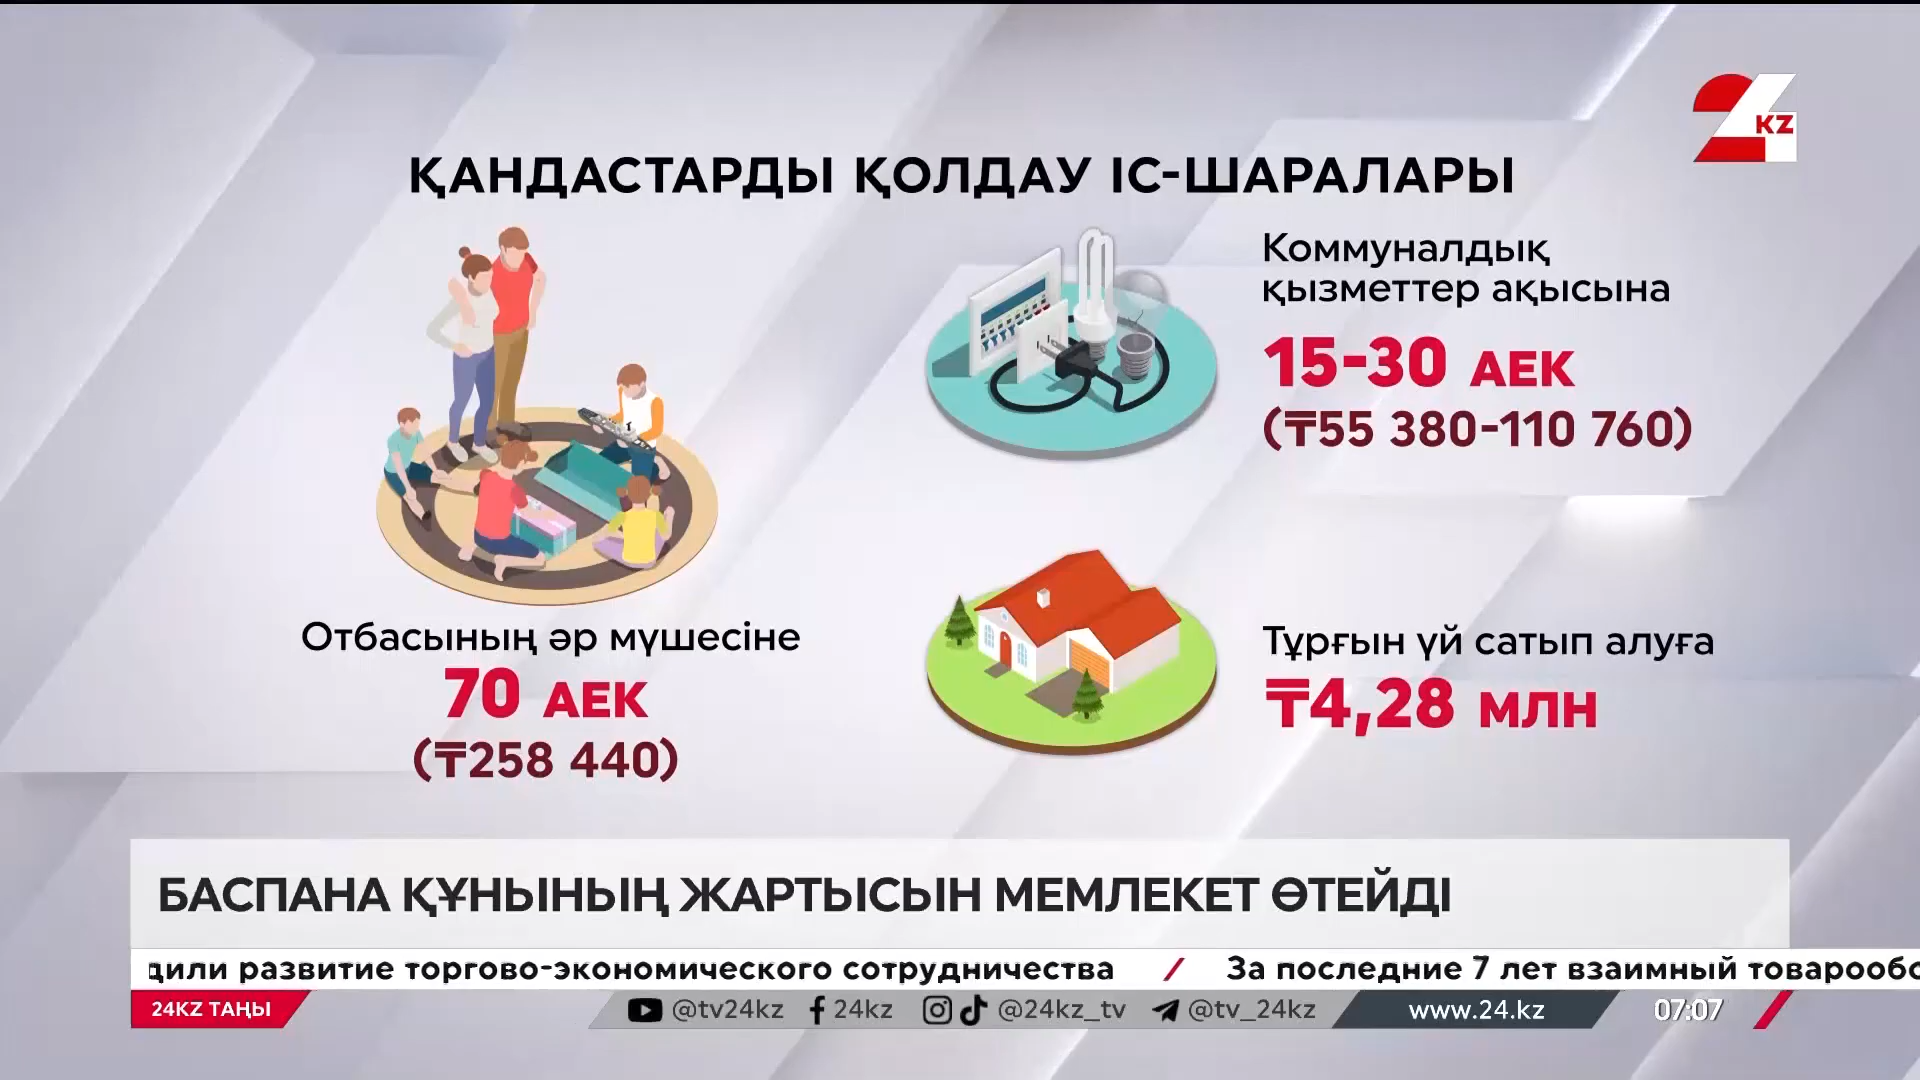 24 KZ
ҚАНДАСТАРДЫ ҚОЛДАУ ІС-ШАРАЛАРЫ
Отбасының әр мүшесіне
70 АЕК
(₸258 440)
Коммуналдық
қызметтер ақысына
15-30 АЕК
(₸55 380-110 760)
Тұрғын үй сатып алуға
₸4,28 МЛН
БАСПАНА ҚҰНЫНЫҢ ЖАРТЫСЫН МЕМЛЕКЕТ ӨТЕЙДІ
дили развитие торгово-экономического сотрудничества / За последние 7 лет взаимный товарообо
24KZ ТАҢЫ @tv24kz 24kz @24kz_tv @tv_24kz www.24.kz 07:07